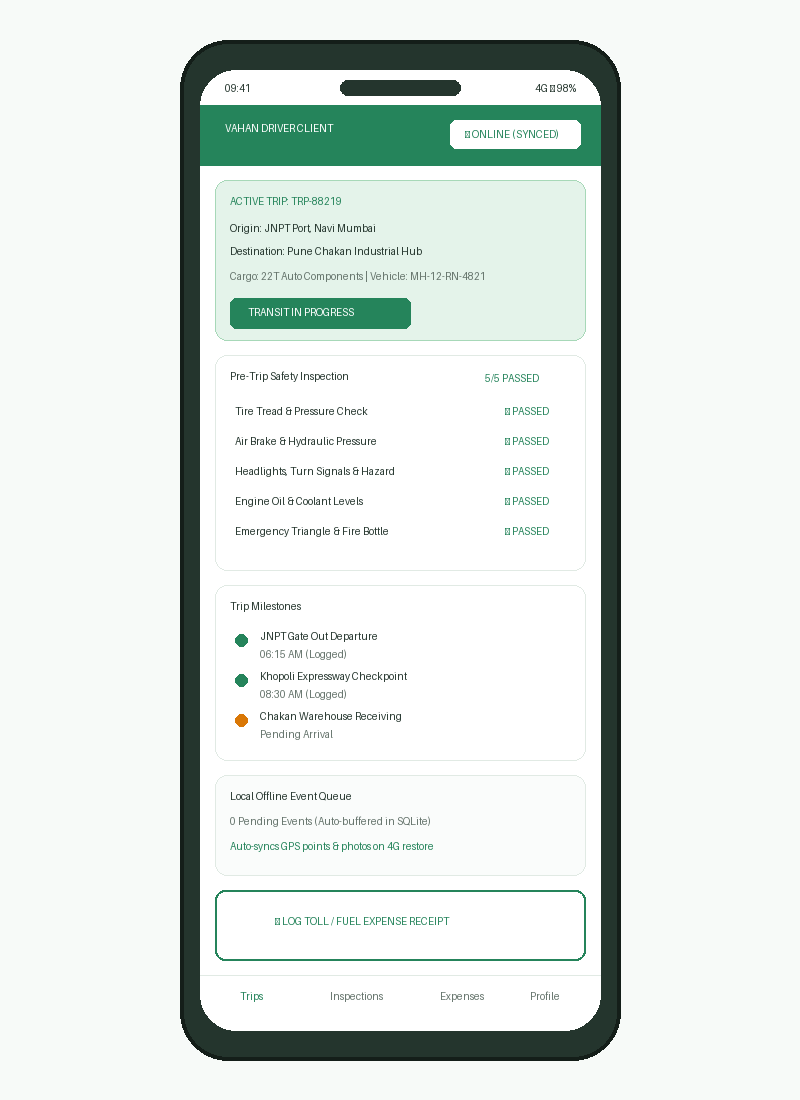 09:41
4G 98%
VAHAN DRIVER CLIENT
ONLINE (SYNCED)
ACTIVE TRIP: TRP-88219
Origin: JNPT Port, Navi Mumbai
Destination: Pune Chakan Industrial Hub
Cargo: 22T Auto Components | Vehicle: MH-12-RN-4821
TRANSIT IN PROGRESS
Pre-Trip Safety Inspection
5/5 PASSED
Tire Tread & Pressure Check
PASSED
Air Brake & Hydraulic Pressure
PASSED
Headlights, Turn Signals & Hazard
PASSED
Engine Oil & Coolant Levels
PASSED
Emergency Triangle & Fire Bottle
PASSED
Trip Milestones
JNPT Gate Out Departure
06:15 AM (Logged)
Khopoli Expressway Checkpoint
08:30 AM (Logged)
Chakan Warehouse Receiving
Pending Arrival
Local Offline Event Queue
0 Pending Events (Auto-buffered in SQLite)
Auto-syncs GPS points & photos on 4G restore
LOG TOLL / FUEL EXPENSE RECEIPT
Trips Inspections Expenses Profile